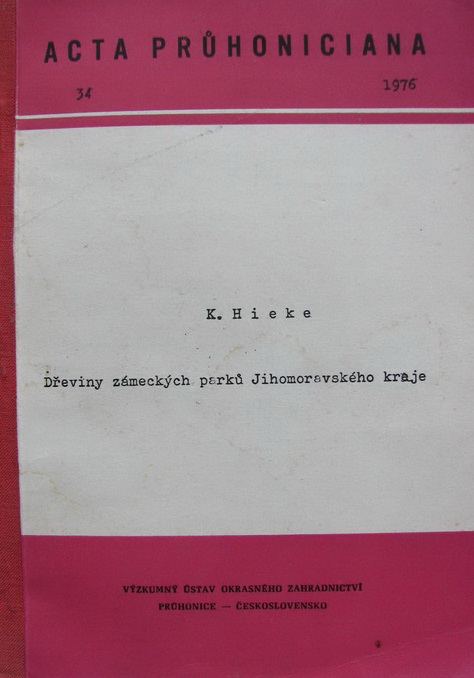 ACTA PRŮHONICIANA
34 1976
K. Hieke
Dřeviny zámeckých parků Jihomoravského kraje
VÝZKUMNÝ ÚSTAV OKRASNÉHO ZAHRADNICTVÍ
PRŮHONICE — ČESKOSLOVENSKO